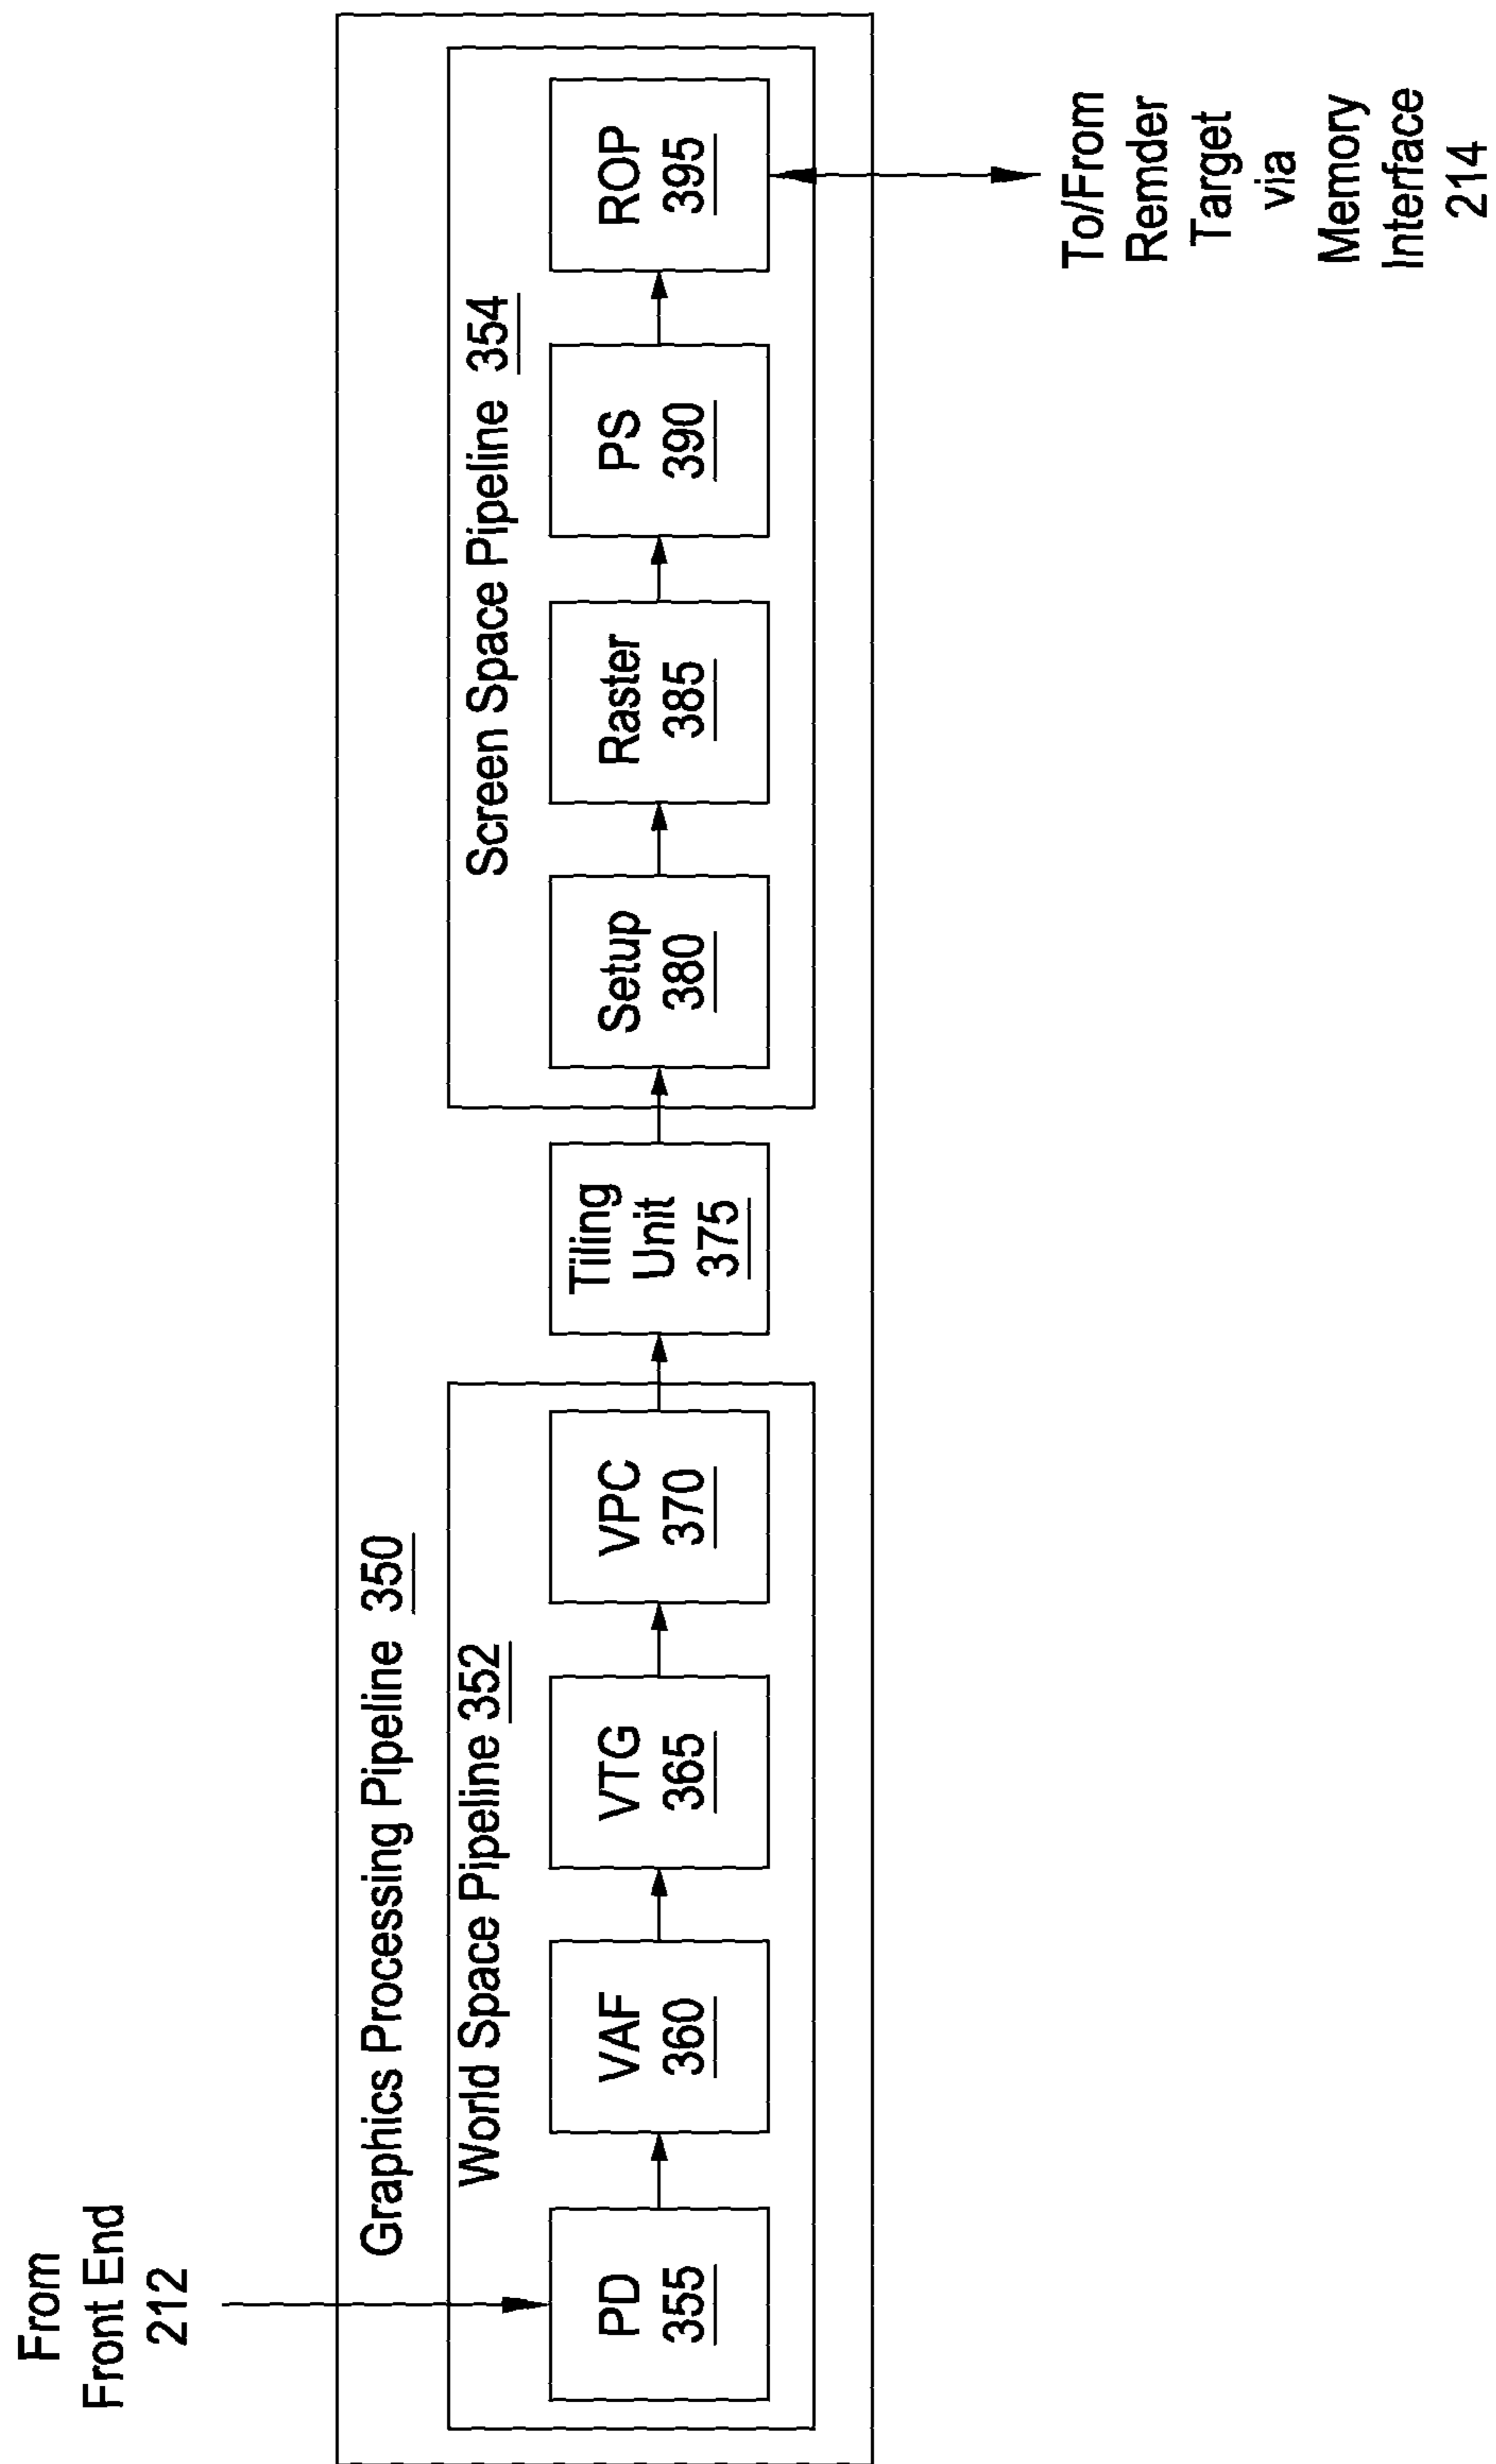 From
Front End
212
Graphics Processing Pipeline 350
World Space Pipeline 352
PD
355
VAF
360
VTG
365
VPC
370
Tiling
Unit
375
Screen Space Pipeline 354
Setup
380
Raster
385
PS
390
ROP
395
To/From
Remder
Target
via
Memory
Interface
214